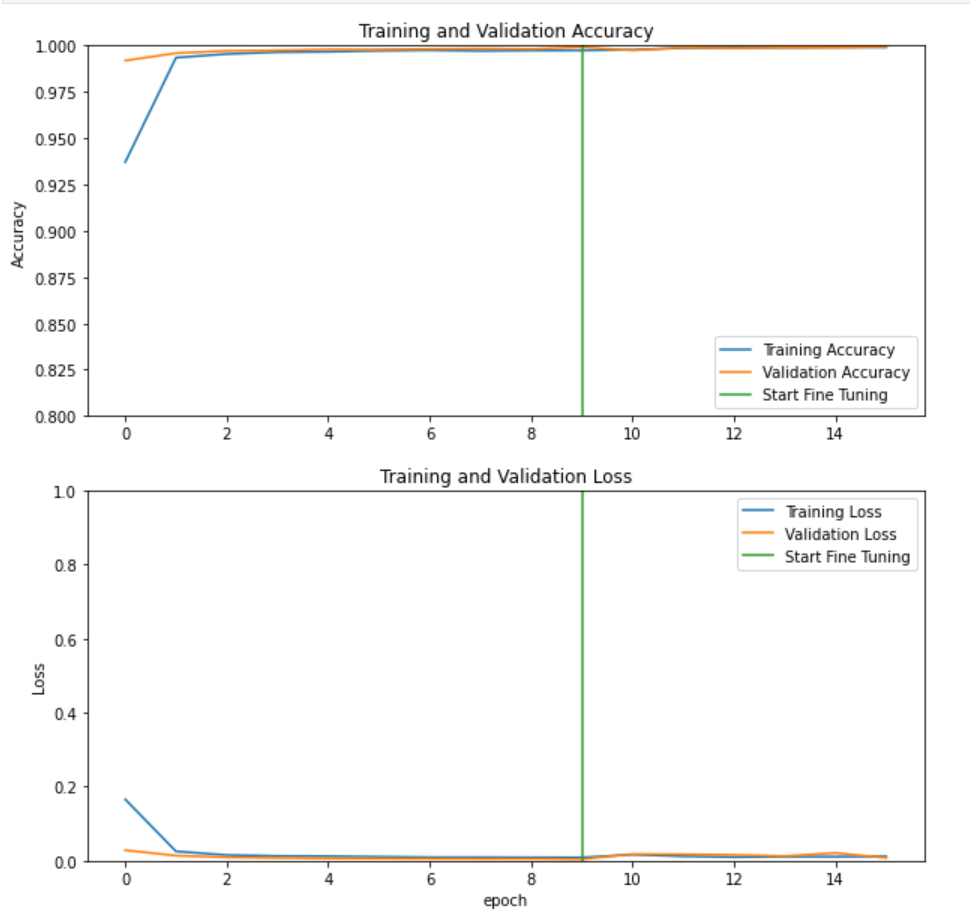 Training and Validation Accuracy
1.000
0.975
0.950
0.925
0.900
0.875
0.850
0.825
0.800
Accuracy
Training Accuracy
Validation Accuracy
Start Fine Tuning
0 2 4 6 8 10 12 14
Training and Validation Loss
1.0
0.8
0.6
0.4
0.2
0.0
Loss
Training Loss
Validation Loss
Start Fine Tuning
0 2 4 6 8 10 12 14
epoch